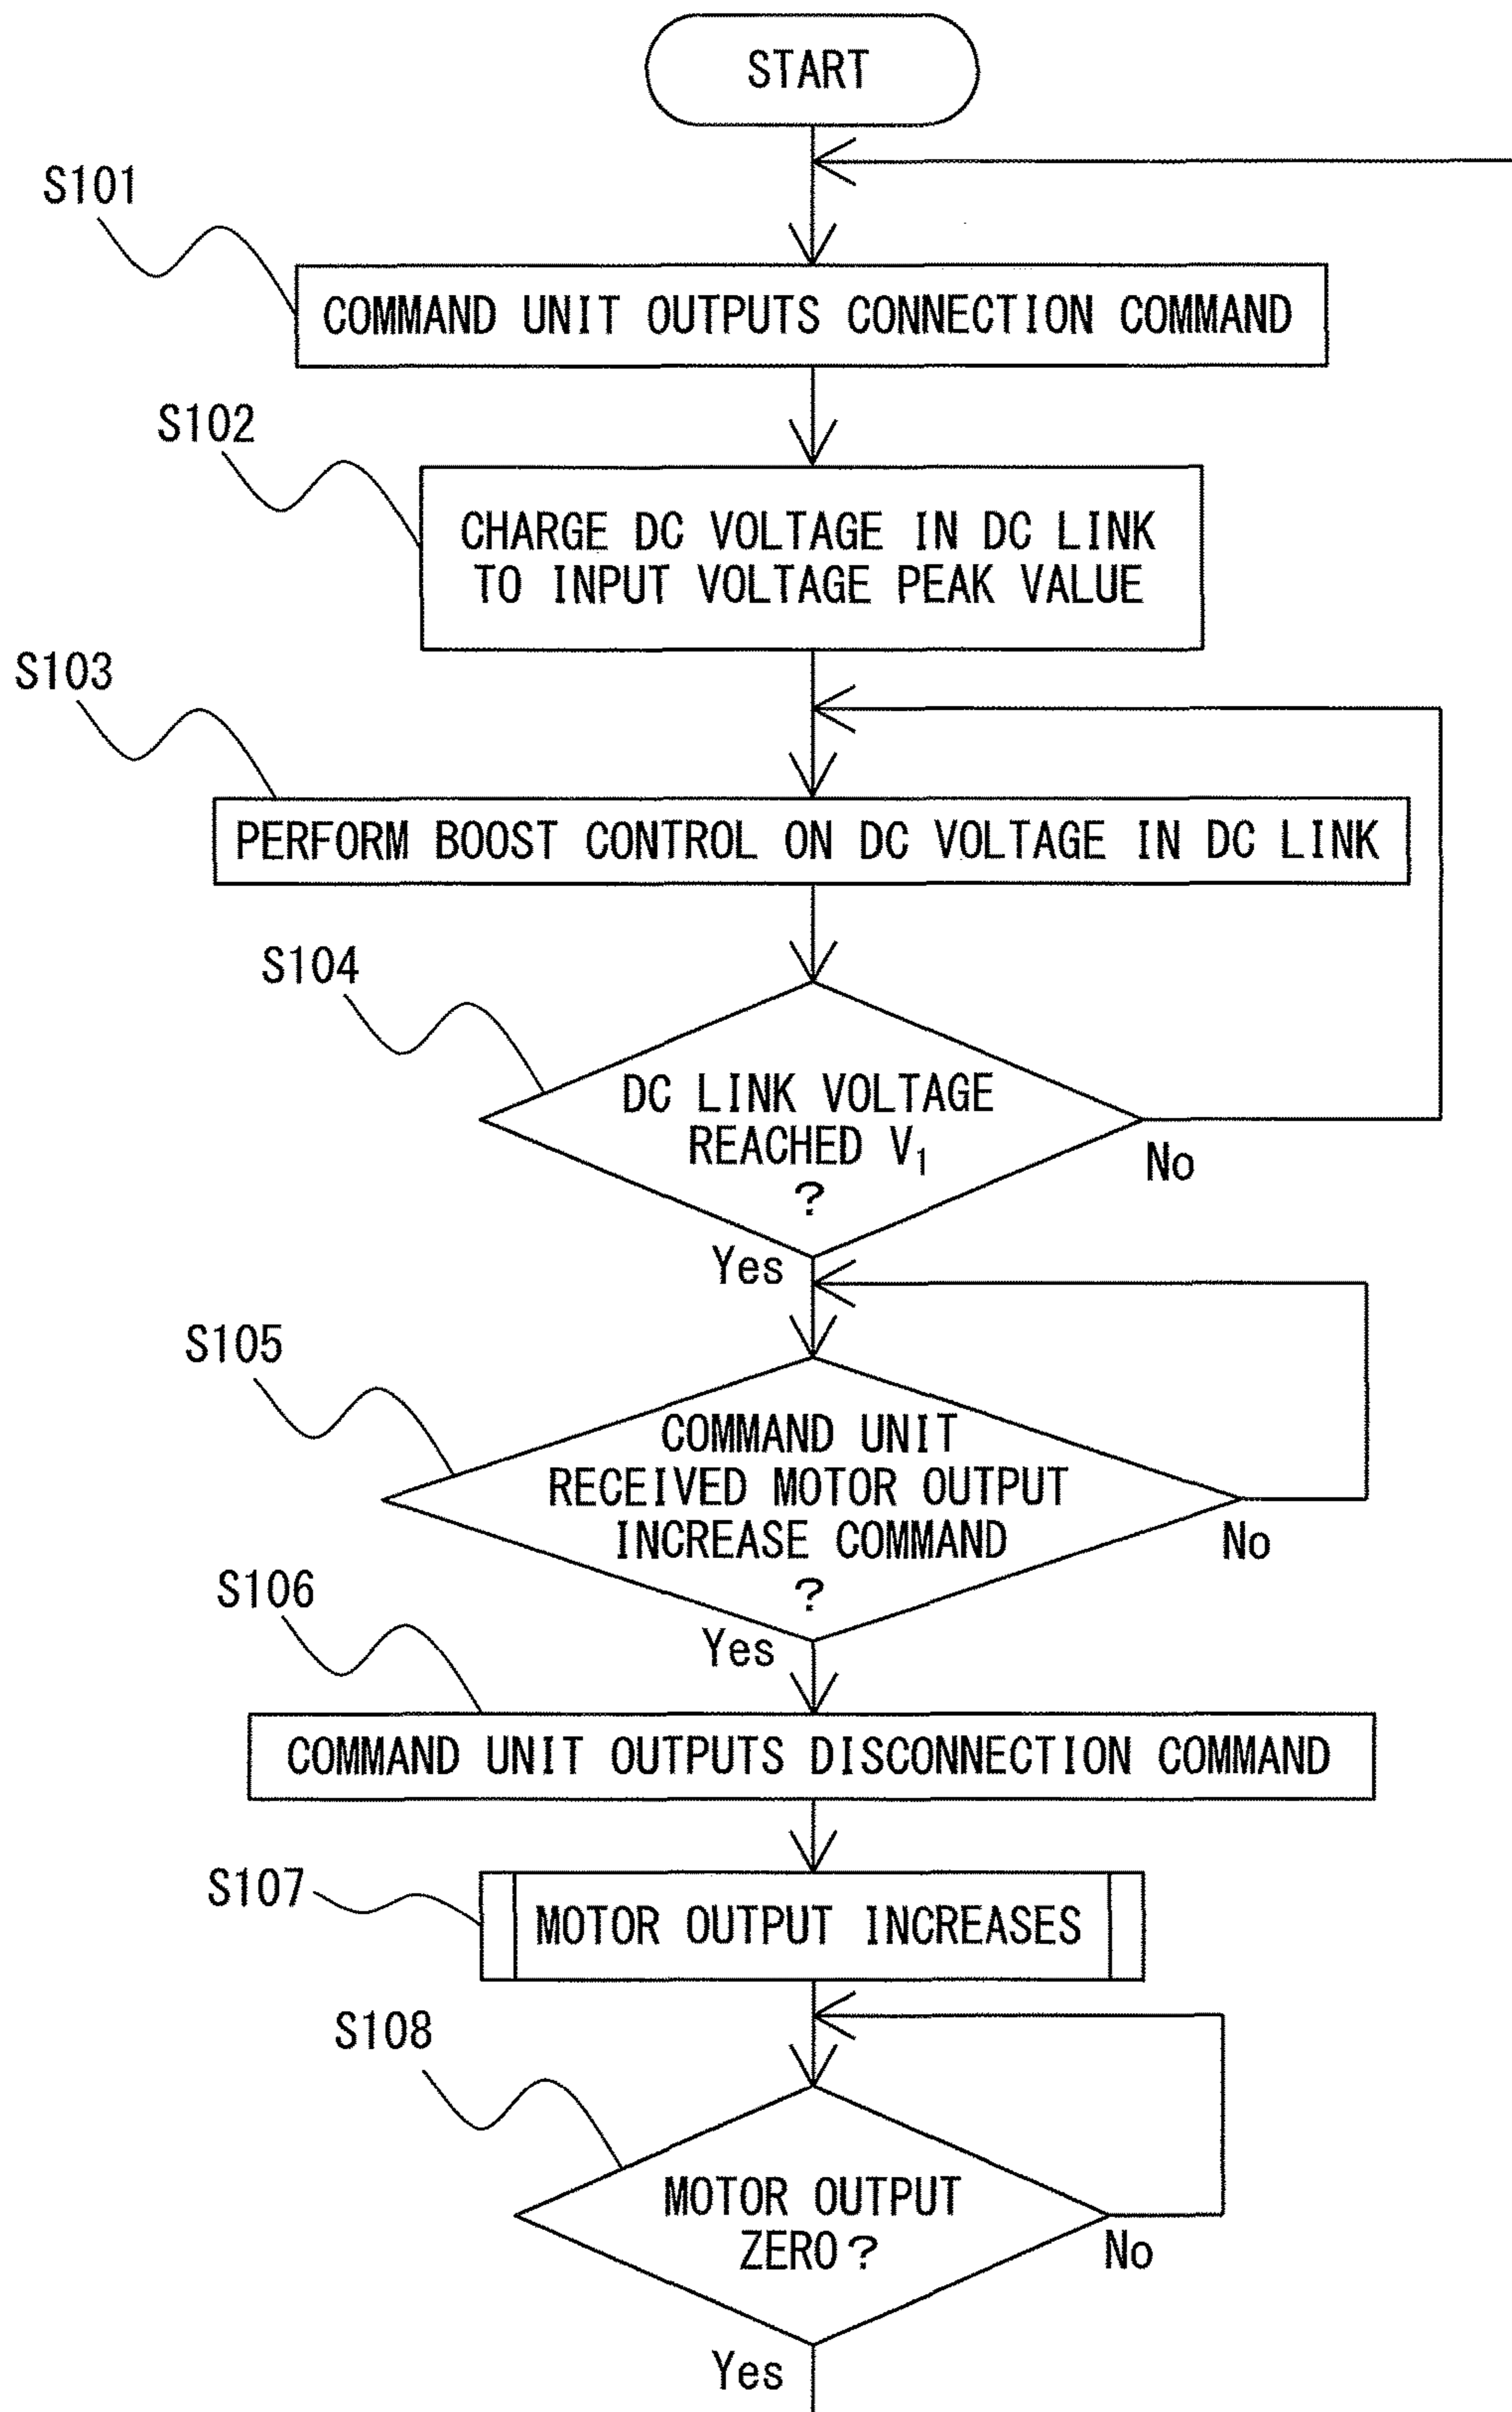 START
S101
COMMAND UNIT OUTPUTS CONNECTION COMMAND
S102
CHARGE DC VOLTAGE IN DC LINK
TO INPUT VOLTAGE PEAK VALUE
S103
PERFORM BOOST CONTROL ON DC VOLTAGE IN DC LINK
S104
DC LINK VOLTAGE
REACHED V₁
?
No
Yes
S105
COMMAND UNIT
RECEIVED MOTOR OUTPUT
INCREASE COMMAND
?
No
Yes
S106
COMMAND UNIT OUTPUTS DISCONNECTION COMMAND
S107
MOTOR OUTPUT INCREASES
S108
MOTOR OUTPUT
ZERO?
No
Yes